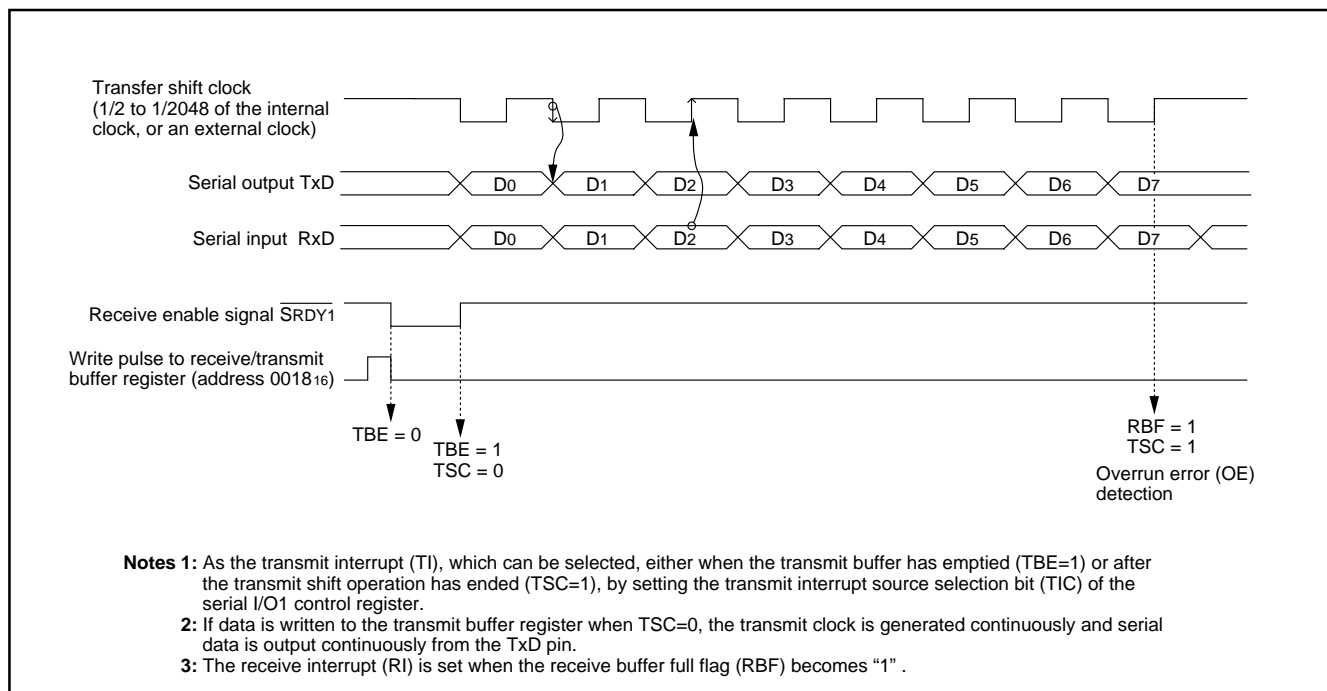 Transfer shift clock
(1/2 to 1/2048 of the internal
clock, or an external clock)
Serial output TxD
D0 D1 D2 D3 D4 D5 D6 D7
Serial input RxD
D0 D1 D2 D3 D4 D5 D6 D7
Receive enable signal SRDY1
Write pulse to receive/transmit
buffer register (address 001816)
TBE = 0
TBE = 1
TSC = 0
RBF = 1
TSC = 1
Overrun error (OE)
detection
Notes 1: As the transmit interrupt (TI), which can be selected, either when the transmit buffer has emptied (TBE=1) or after
the transmit shift operation has ended (TSC=1), by setting the transmit interrupt source selection bit (TIC) of the
serial I/O1 control register.
2: If data is written to the transmit buffer register when TSC=0, the transmit clock is generated continuously and serial
data is output continuously from the TxD pin.
3: The receive interrupt (RI) is set when the receive buffer full flag (RBF) becomes “1” .